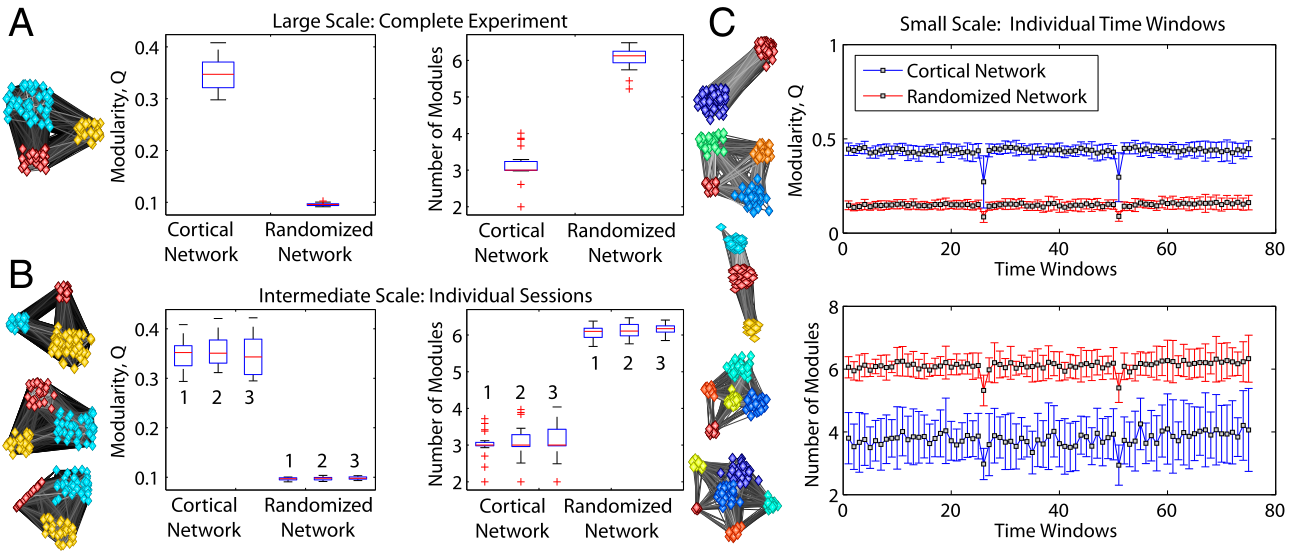 A
Large Scale: Complete Experiment
Modularity, Q
0.4
0.3
0.2
0.1
Cortical
Network
Randomized
Network
Number of Modules
6
5
4
3
2
Cortical
Network
Randomized
Network
B
Intermediate Scale: Individual Sessions
Modularity, Q
0.4
0.3
0.2
0.1
1 2 3
1 2 3
Cortical
Network
Randomized
Network
Number of Modules
6
5
4
3
2
1 2 3
1 2 3
Cortical
Network
Randomized
Network
C
Small Scale: Individual Time Windows
Modularity, Q
1
0.5
0
Cortical Network
Randomized Network
0 20 40 60 80
Time Windows
Number of Modules
8
6
4
2
0 20 40 60 80
Time Windows